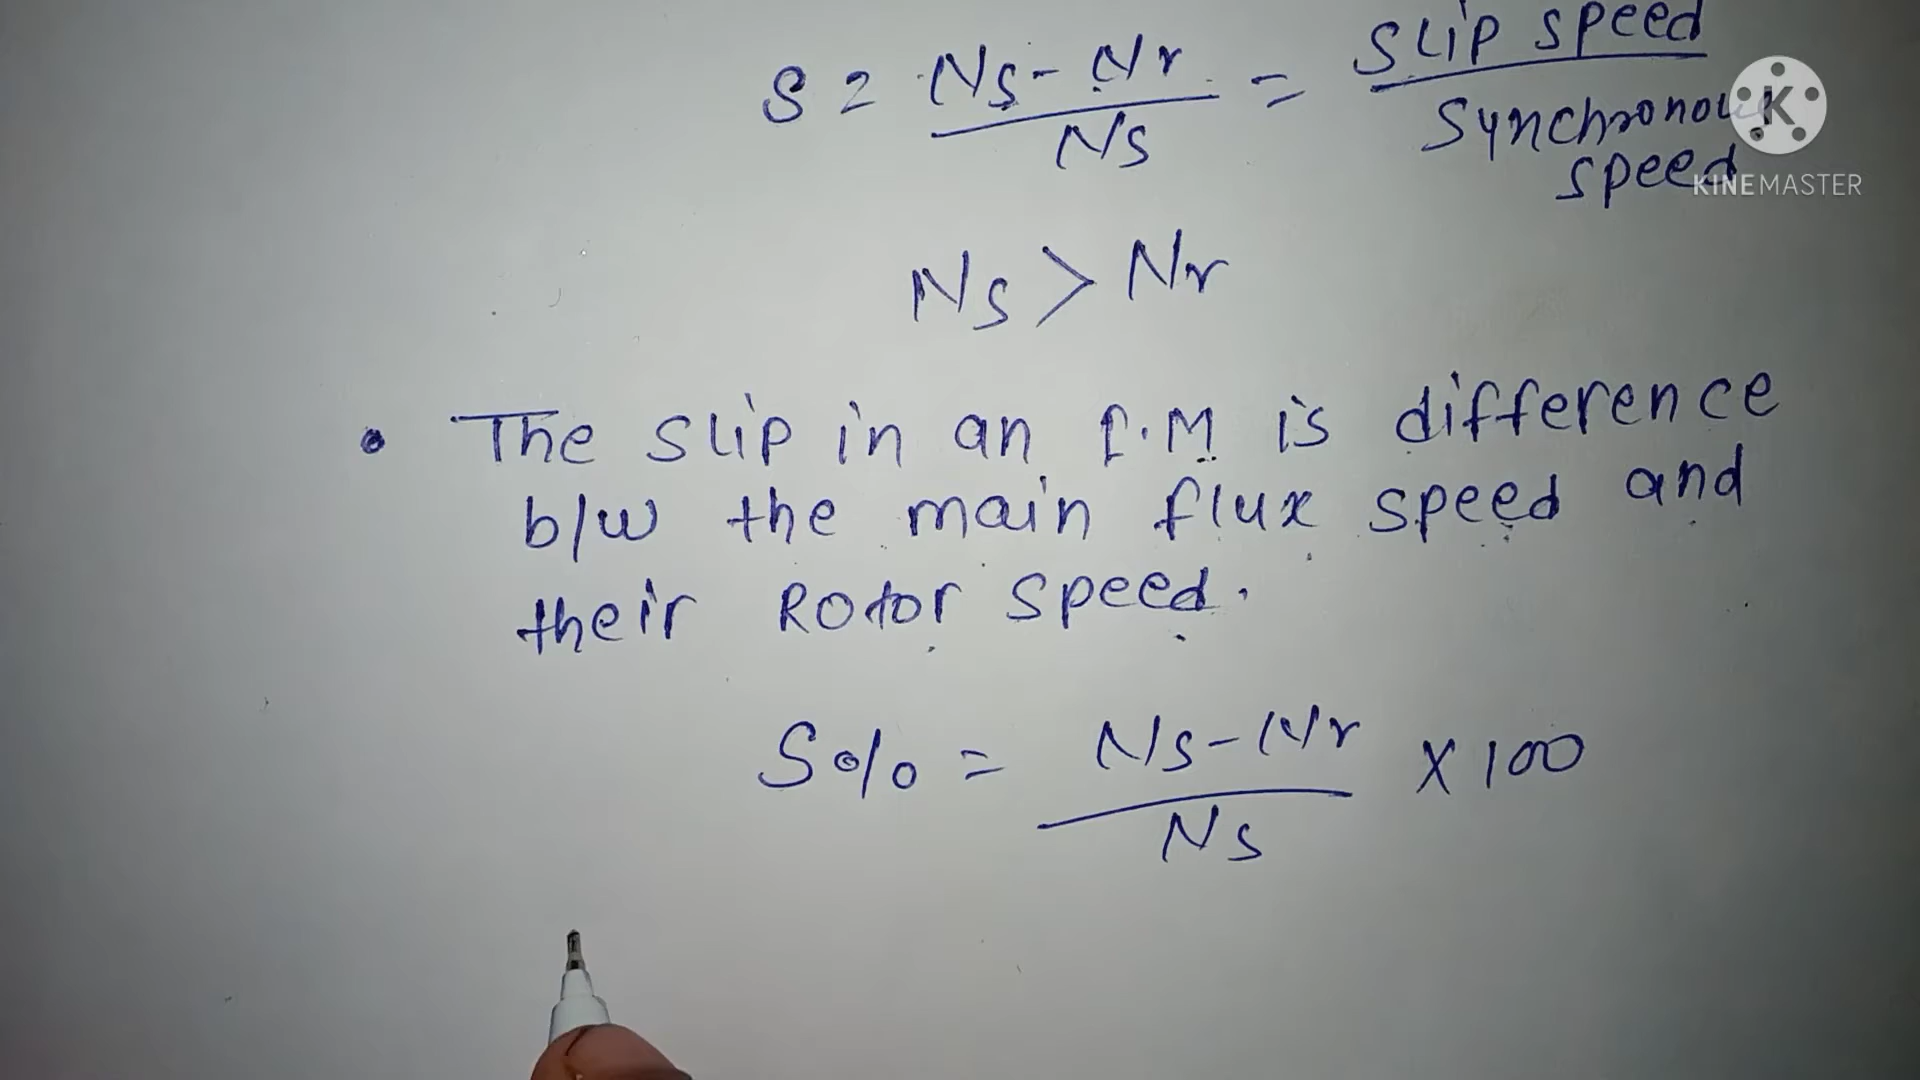 S = Ns - Nr / Ns = Slip speed / Synchronous speed
KINEMASTER
Ns > Nr
• The slip in an I.M is difference
b/w the main flux speed and
their Rotor speed.
S% = Ns - Nr / Ns × 100